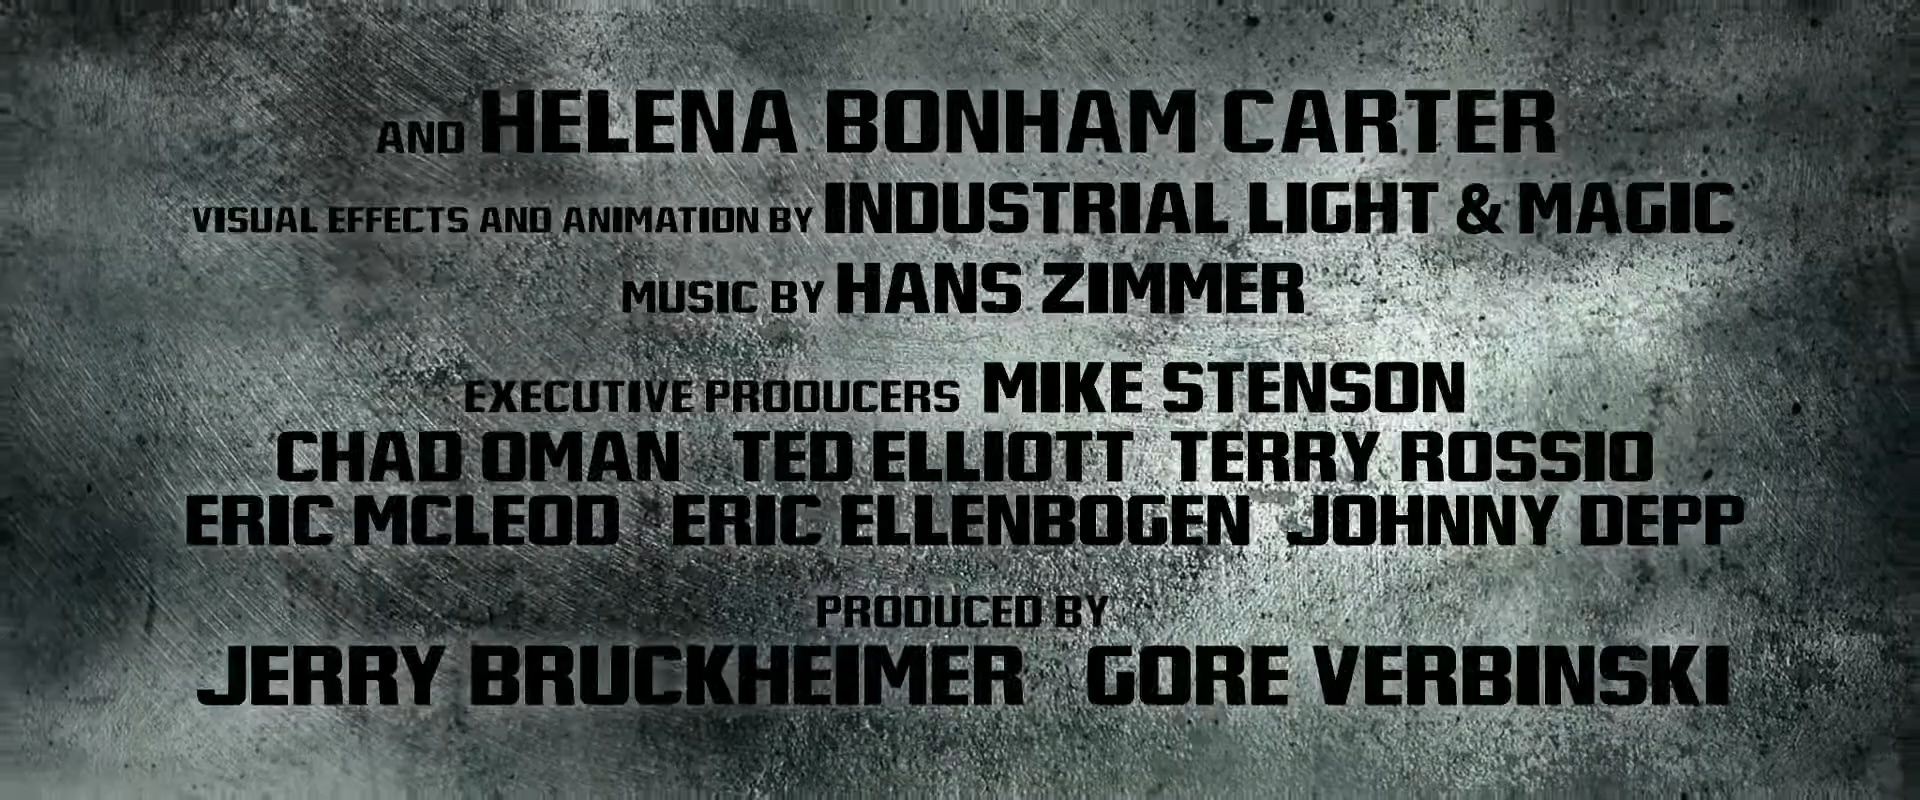 AND HELENA BONHAM CARTER
VISUAL EFFECTS AND ANIMATION BY INDUSTRIAL LIGHT & MAGIC
MUSIC BY HANS ZIMMER
EXECUTIVE PRODUCERS MIKE STENSON
CHAD OMAN TED ELLIOTT TERRY ROSSIO
ERIC MCLEOD ERIC ELLENBOGEN JOHNNY DEPP
PRODUCED BY
JERRY BRUCKHEIMER GORE VERBINSKI